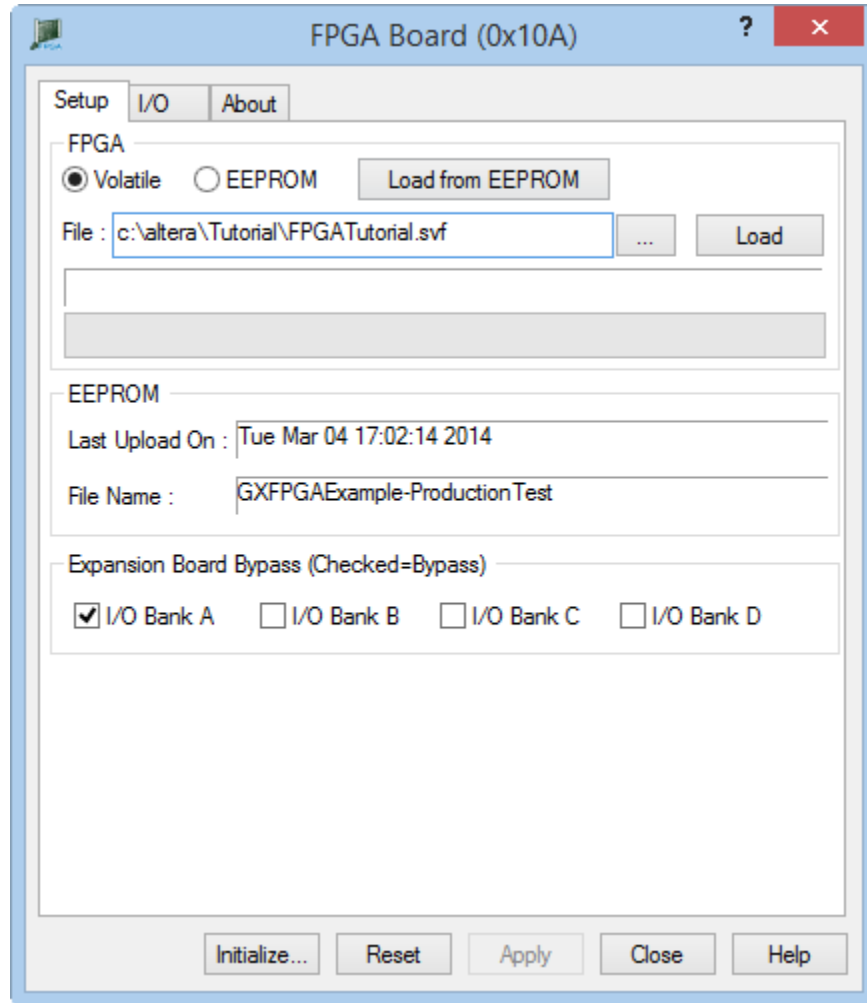 FPGA Board (0x10A)
?
Setup I/O About
FPGA
Volatile EEPROM Load from EEPROM
File : c:\altera\Tutorial\FPGATutorial.svf ... Load
EEPROM
Last Upload On : Tue Mar 04 17:02:14 2014
File Name : GXFPGAExample-ProductionTest
Expansion Board Bypass (Checked=Bypass)
I/O Bank A I/O Bank B I/O Bank C I/O Bank D
Initialize... Reset Apply Close Help